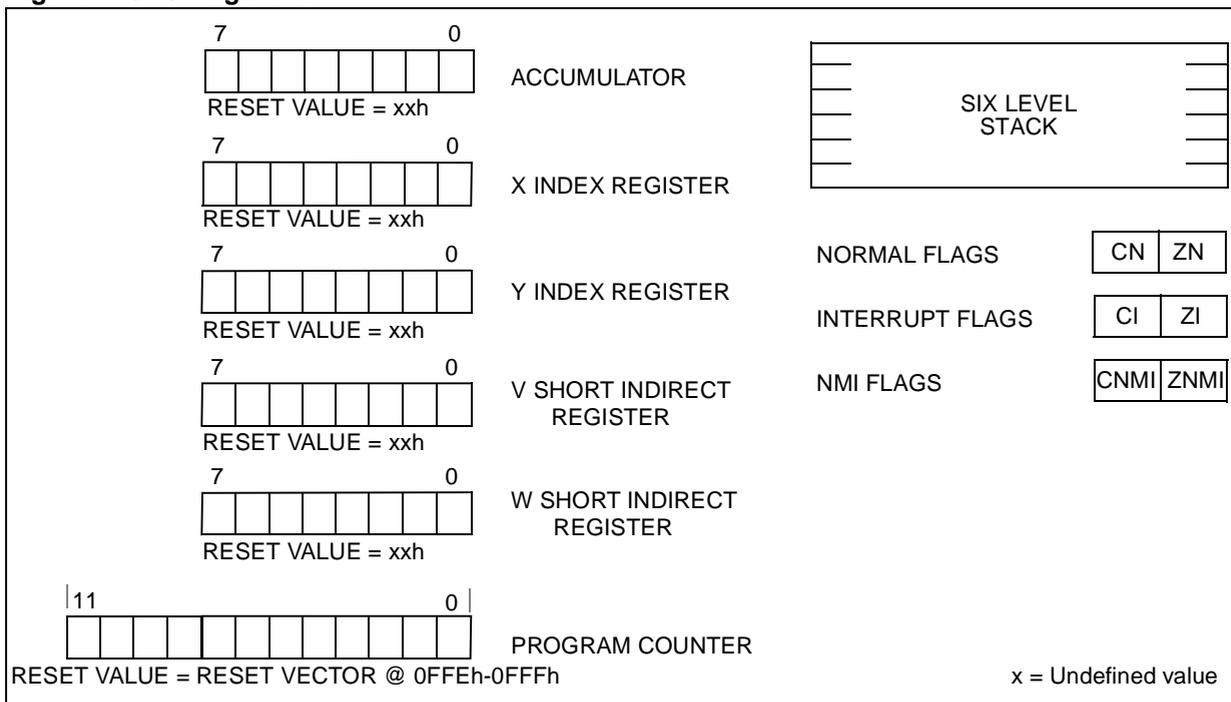 7 0
ACCUMULATOR
RESET VALUE = xxh
7 0
X INDEX REGISTER
RESET VALUE = xxh
7 0
Y INDEX REGISTER
RESET VALUE = xxh
7 0
V SHORT INDIRECT
REGISTER
RESET VALUE = xxh
7 0
W SHORT INDIRECT
REGISTER
RESET VALUE = xxh
11 0
PROGRAM COUNTER
RESET VALUE = RESET VECTOR @ 0FFEh-0FFFh
SIX LEVEL
STACK
NORMAL FLAGS CN ZN
INTERRUPT FLAGS CI ZI
NMI FLAGS CNMI ZNMI
x = Undefined value